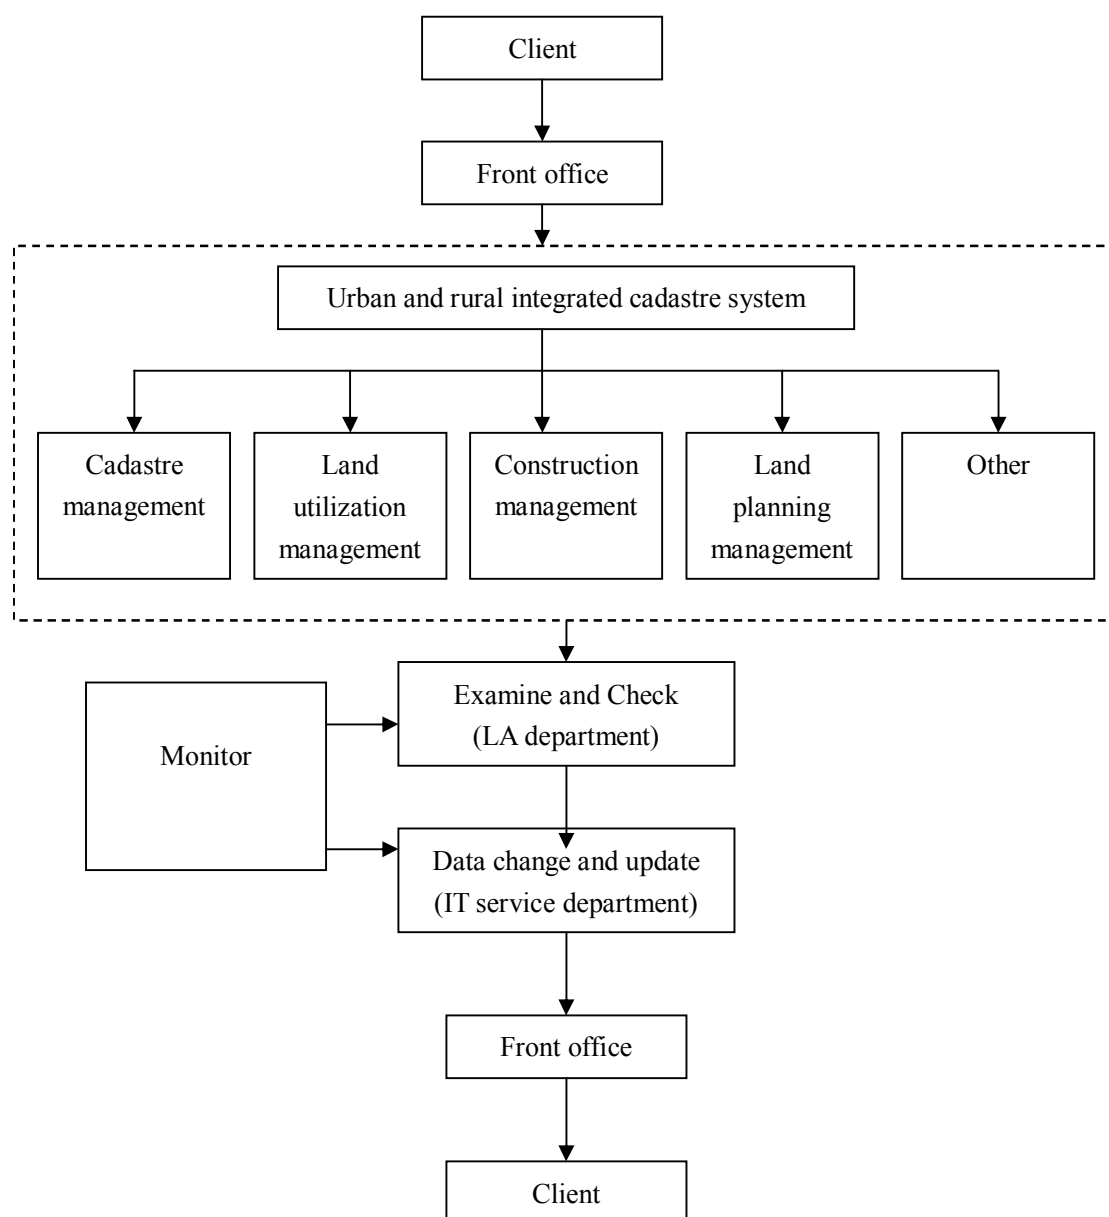 Client
Front office
Urban and rural integrated cadastre system
Cadastre
management
Land
utilization
management
Construction
management
Land
planning
management
Other
Examine and Check
(LA department)
Monitor
Data change and update
(IT service department)
Front office
Client